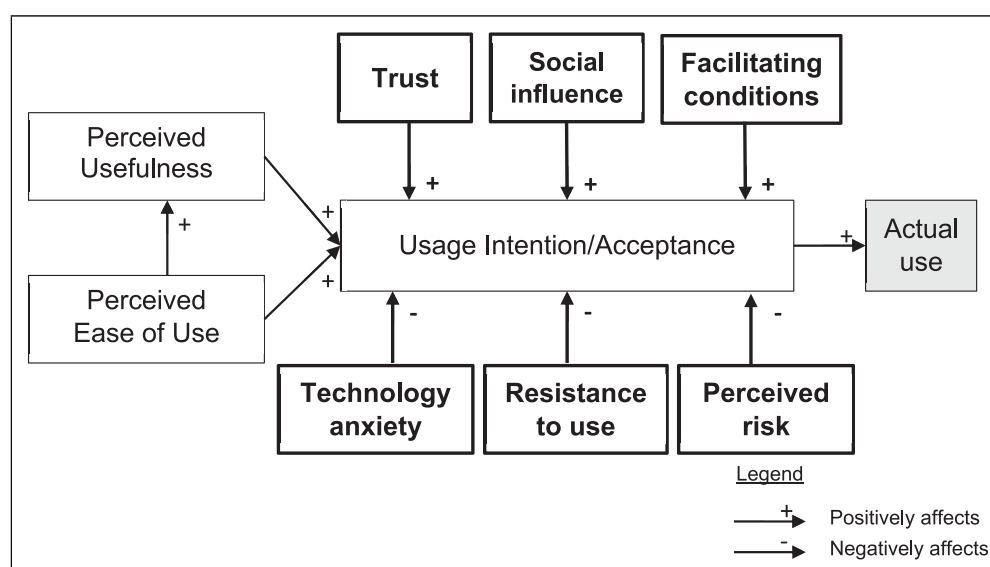 Trust
Social
influence
Facilitating
conditions
Perceived
Usefulness
+
+
+
+
+
+
Usage Intention/Acceptance
+
Actual
use
Perceived
Ease of Use
-
-
-
Technology
anxiety
Resistance
to use
Perceived
risk
Legend
+
Positively affects
-
Negatively affects